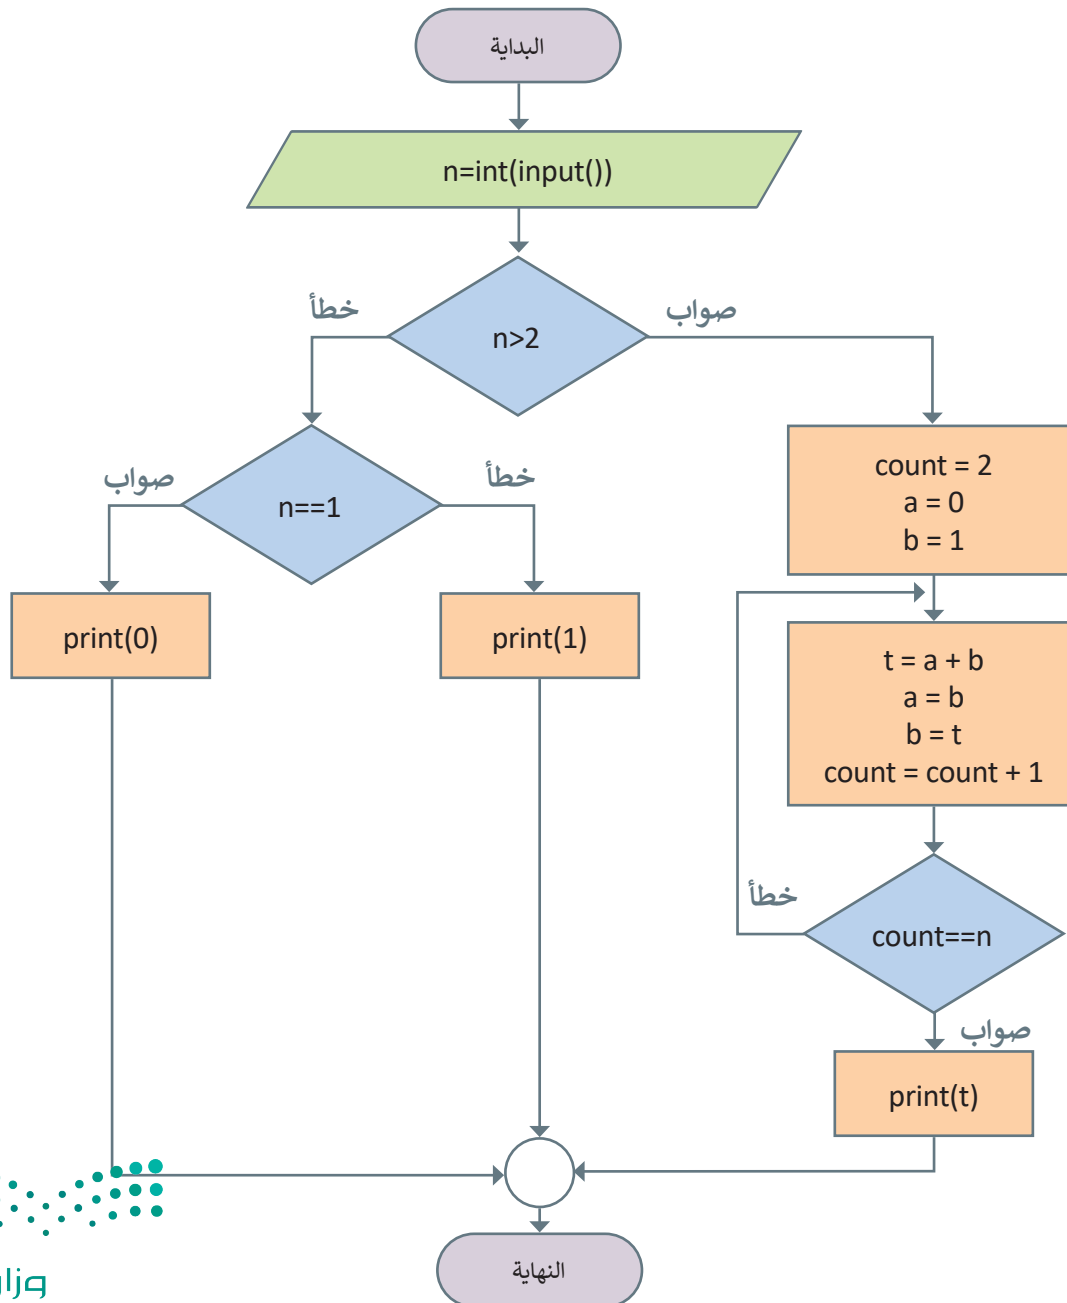 البداية
n=int(input())
n>2
خطأ
صواب
n==1
صواب
خطأ
count = 2
a = 0
b = 1
print(0)
print(1)
t = a + b
a = b
b = t
count = count + 1
count==n
خطأ
صواب
print(t)
النهاية